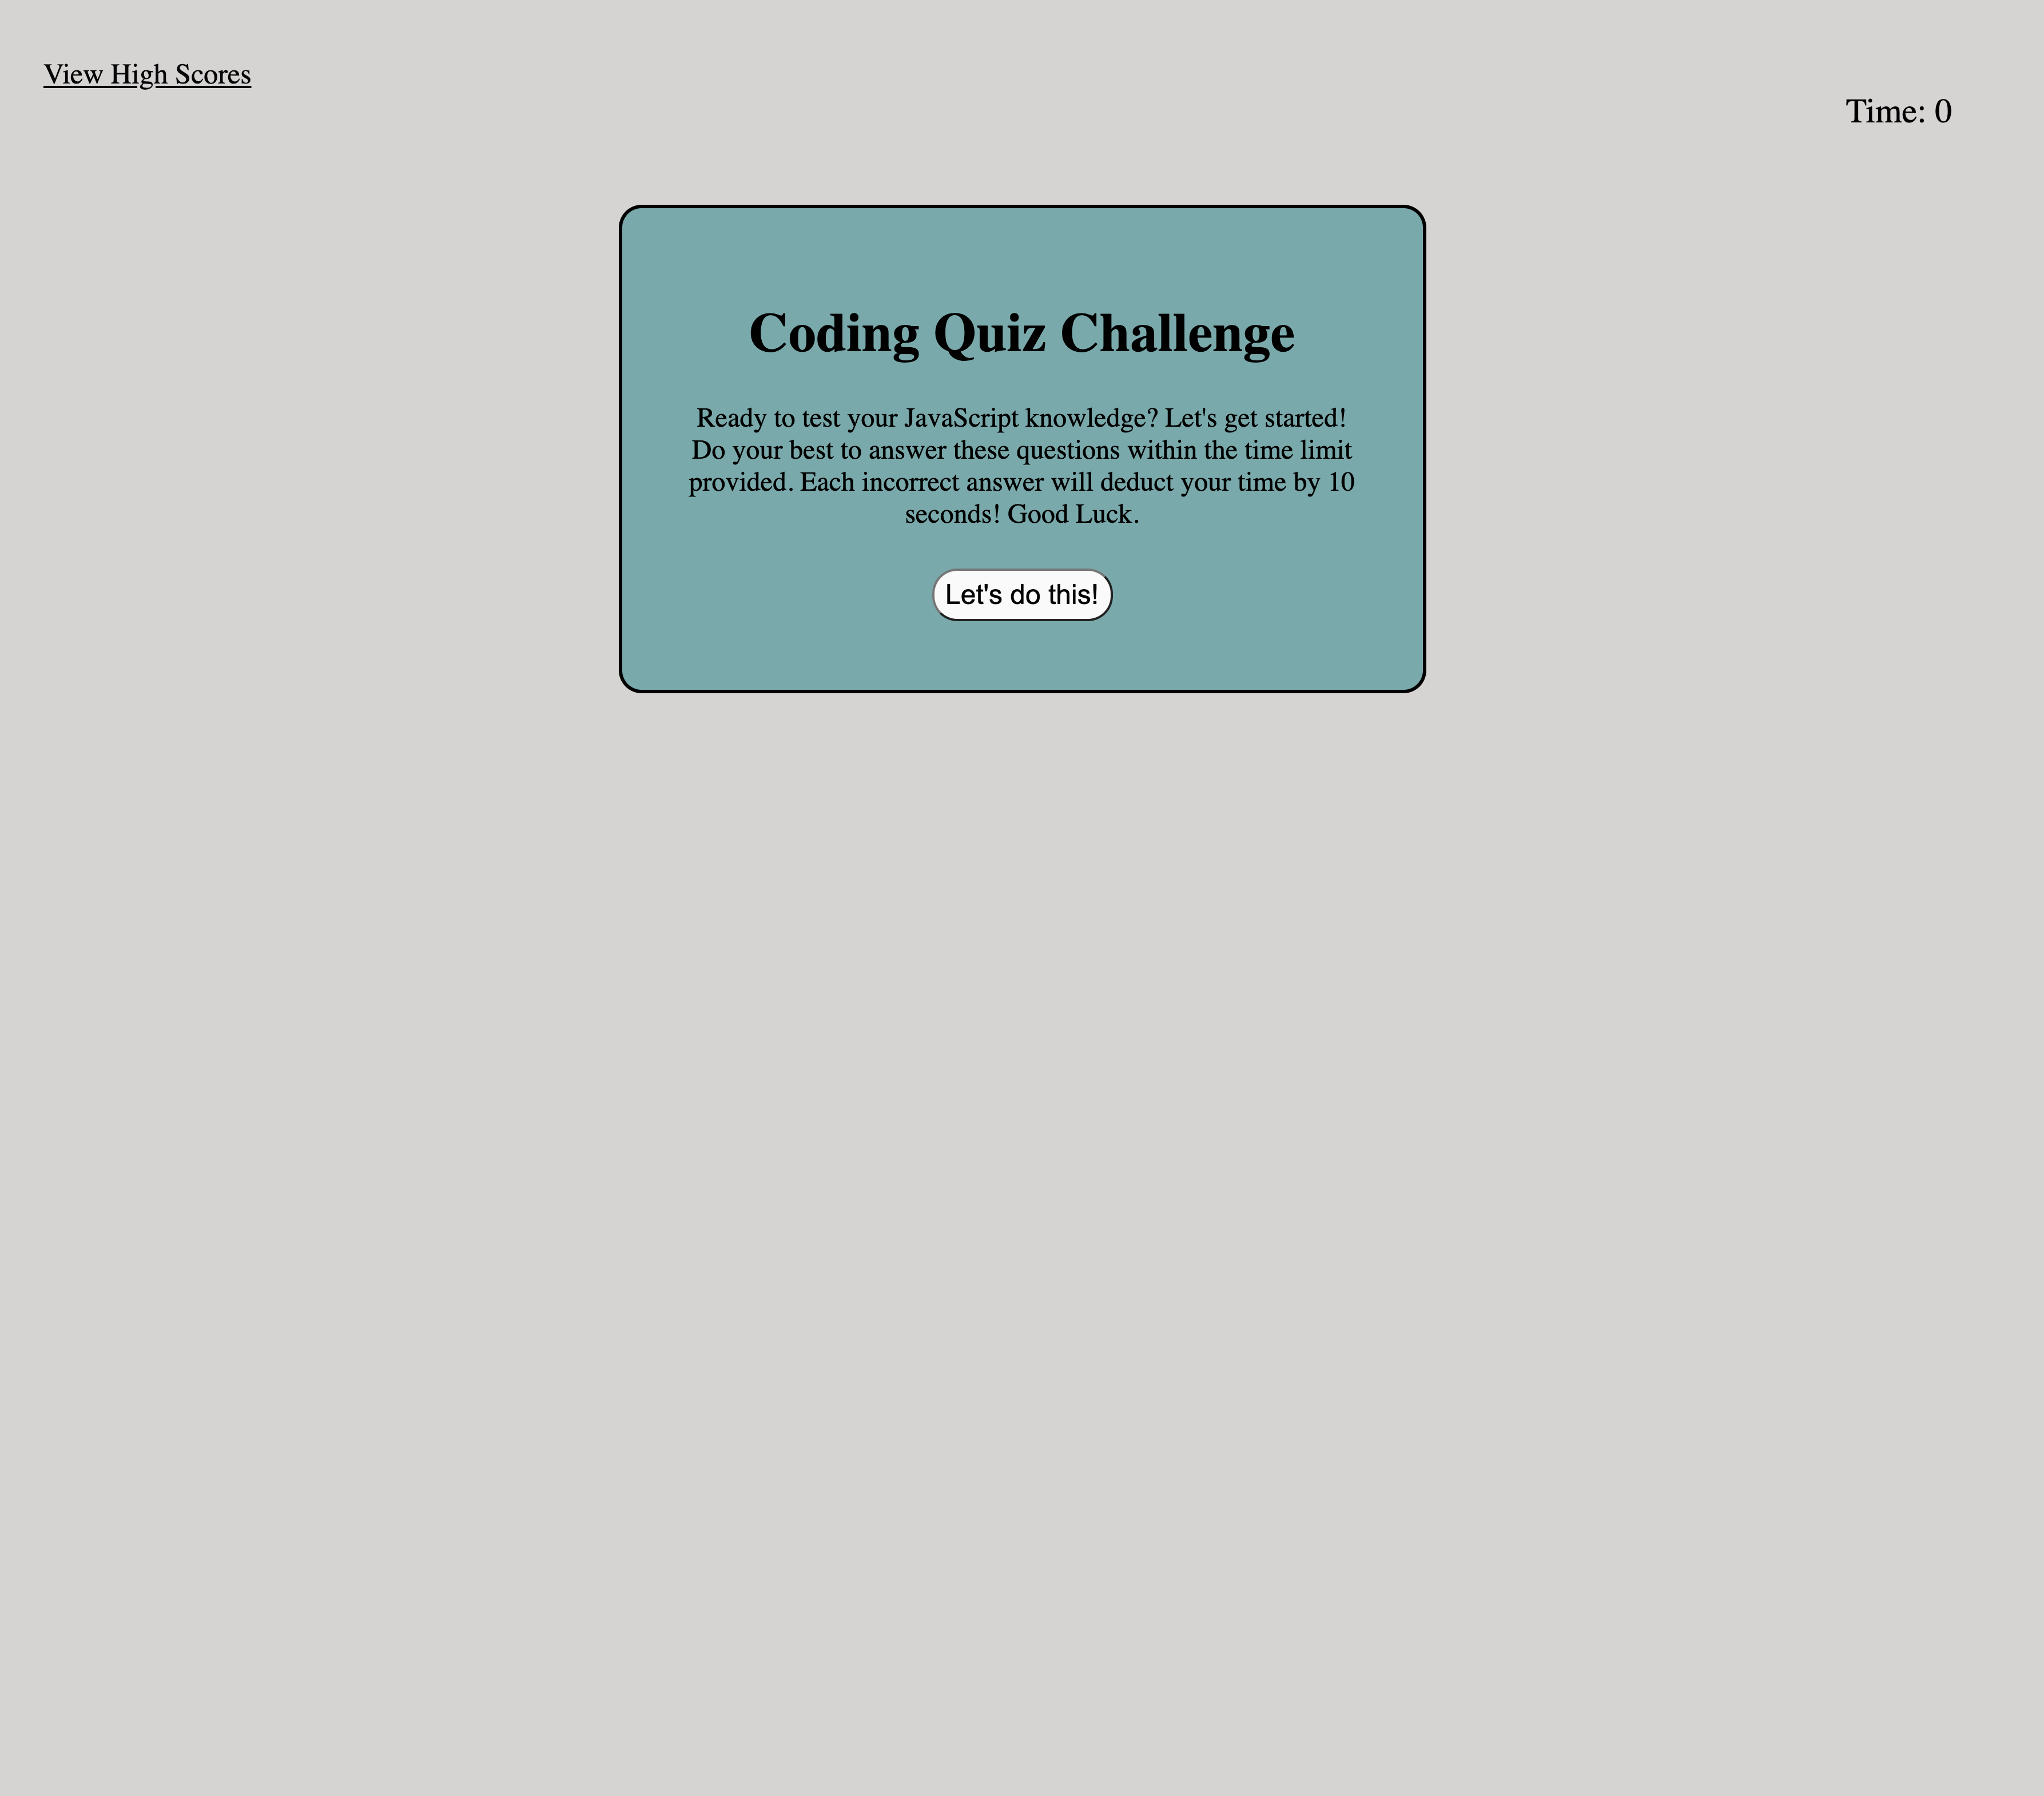 View High Scores
Time: 0
Coding Quiz Challenge
Ready to test your JavaScript knowledge? Let's get started!
Do your best to answer these questions within the time limit
provided. Each incorrect answer will deduct your time by 10
seconds! Good Luck.
Let's do this!